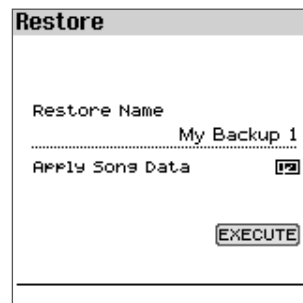 Restore
Restore Name
My Backup 1
Apply Song Data
EXECUTE